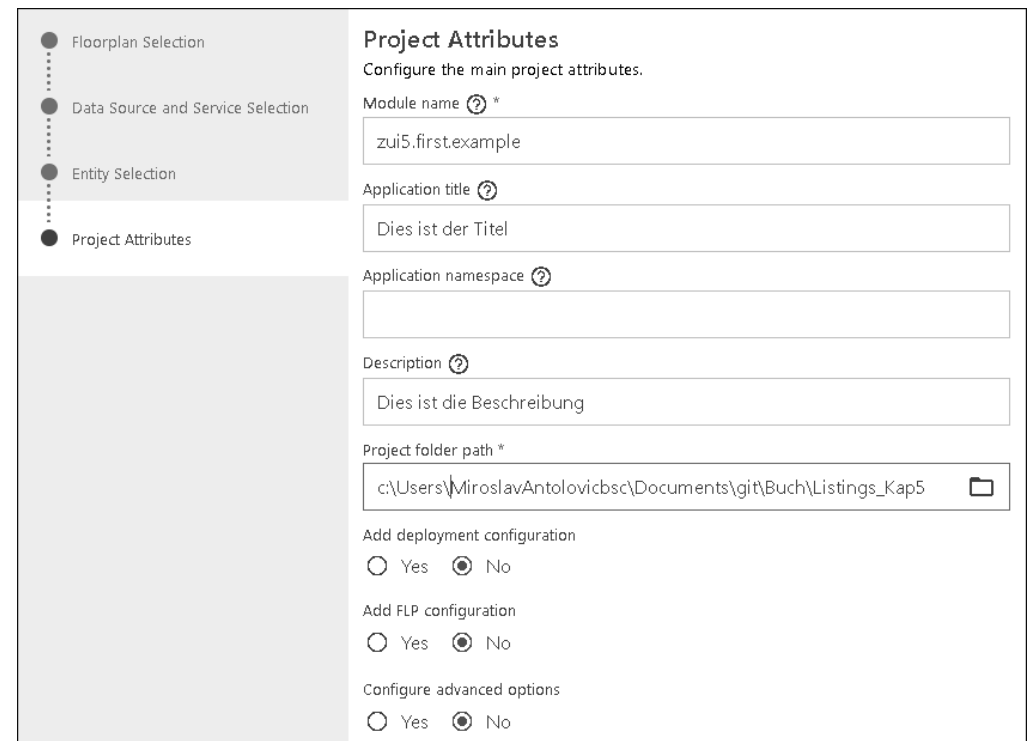 Floorplan Selection
Data Source and Service Selection
Entity Selection
Project Attributes
Project Attributes
Configure the main project attributes.
Module name ? *
zui5.first.example
Application title ?
Dies ist der Titel
Application namespace ?
Description ?
Dies ist die Beschreibung
Project folder path *
c:\Users\MiroslavAntolovicbsc\Documents\git\Buch\Listings_Kap5
Add deployment configuration
Yes No
Add FLP configuration
Yes No
Configure advanced options
Yes No